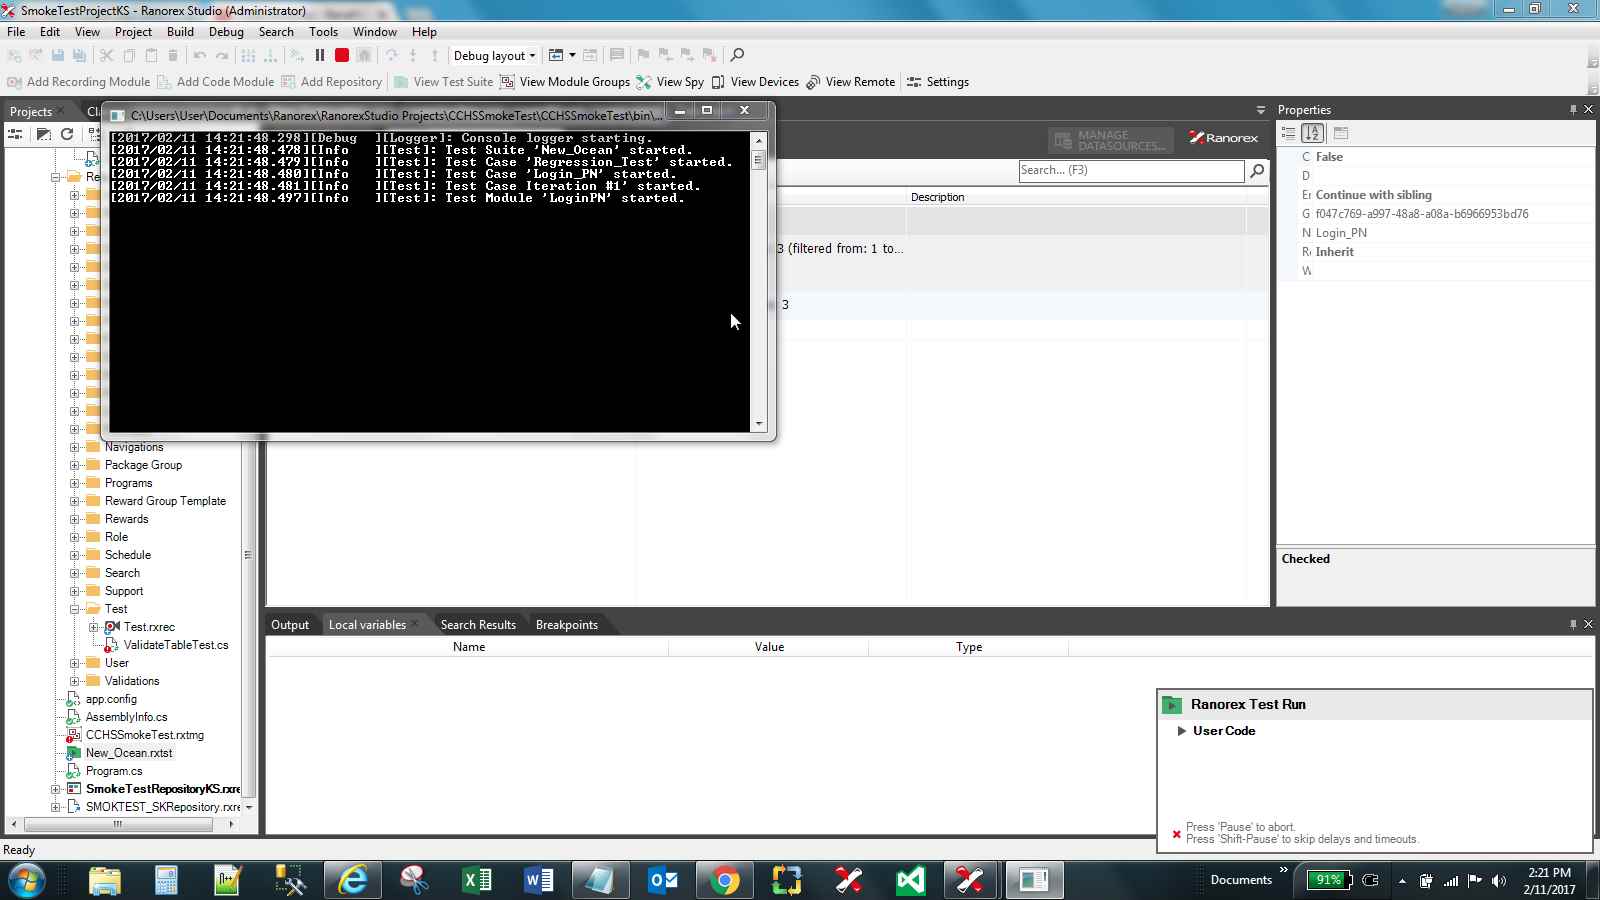 SmokeTestProjectKS - Ranorex Studio (Administrator)
File Edit View Project Build Debug Search Tools Window Help
Debug layout
Add Recording Module Add Code Module Add Repository View Test Suite View Module Groups View Spy View Devices View Remote Settings
Projects
C:\Users\User\Documents\Ranorex\RanorexStudio Projects\CCHSSmokeTest\CCHSSmokeTest\bin\...
[2017/02/11 14:21:48.298][Debug ][Logger]: Console logger starting.
[2017/02/11 14:21:48.478][Info ][Test]: Test Suite 'New_Ocean' started.
[2017/02/11 14:21:48.479][Info ][Test]: Test Case 'Regression_Test' started.
[2017/02/11 14:21:48.480][Info ][Test]: Test Case 'Login_PN' started.
[2017/02/11 14:21:48.481][Info ][Test]: Test Case Iteration #1' started.
[2017/02/11 14:21:48.497][Info ][Test]: Test Module 'LoginPN' started.
MANAGE
DATASOURCES...
Ranorex
Search... (F3)
Description
3 (filtered from: 1 to...
3
Properties
C False
D
Er Continue with sibling
G f047c769-a997-48a8-a08a-b6966953bd76
N Login_PN
Re Inherit
W
Checked
Navigations
Package Group
Programs
Reward Group Template
Rewards
Role
Schedule
Search
Support
Test
Test.rxrec
ValidateTableTest.cs
User
Validations
app.config
AssemblyInfo.cs
CCHSSmokeTest.rxtmg
New_Ocean.rxtst
Program.cs
SmokeTestRepositoryKS.rxre
SMOKTEST_SKRepository.rxre
Output Local variables Search Results Breakpoints
Name Value Type
Ranorex Test Run
User Code
Press 'Pause' to abort.
Press 'Shift-Pause' to skip delays and timeouts.
Ready
Documents
91%
2:21 PM
2/11/2017